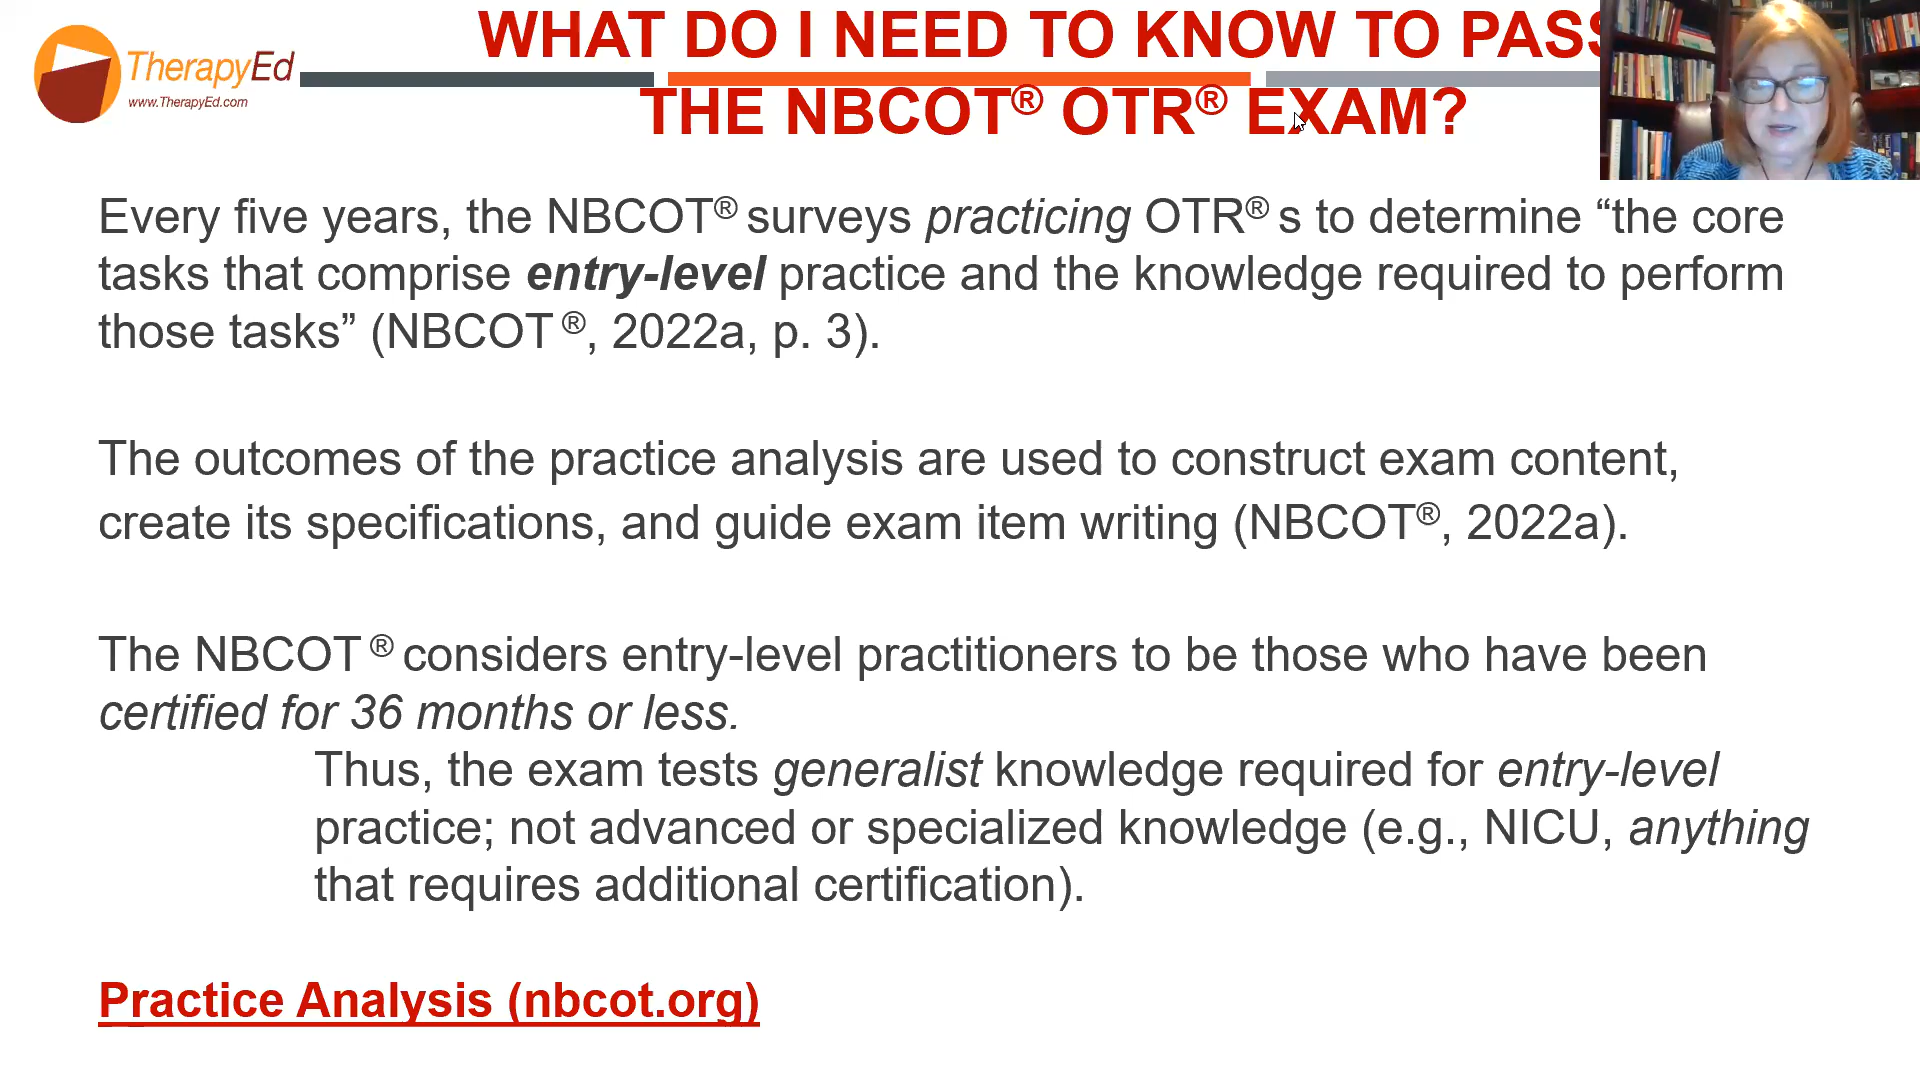 TherapyEd
www.TherapyEd.com
WHAT DO I NEED TO KNOW TO PASS
THE NBCOT® OTR® EXAM?
Every five years, the NBCOT® surveys practicing OTR® s to determine “the core
tasks that comprise entry-level practice and the knowledge required to perform
those tasks” (NBCOT ®, 2022a, p. 3).
The outcomes of the practice analysis are used to construct exam content,
create its specifications, and guide exam item writing (NBCOT®, 2022a).
The NBCOT ® considers entry-level practitioners to be those who have been
certified for 36 months or less.
Thus, the exam tests generalist knowledge required for entry-level
practice; not advanced or specialized knowledge (e.g., NICU, anything
that requires additional certification).
Practice Analysis (nbcot.org)